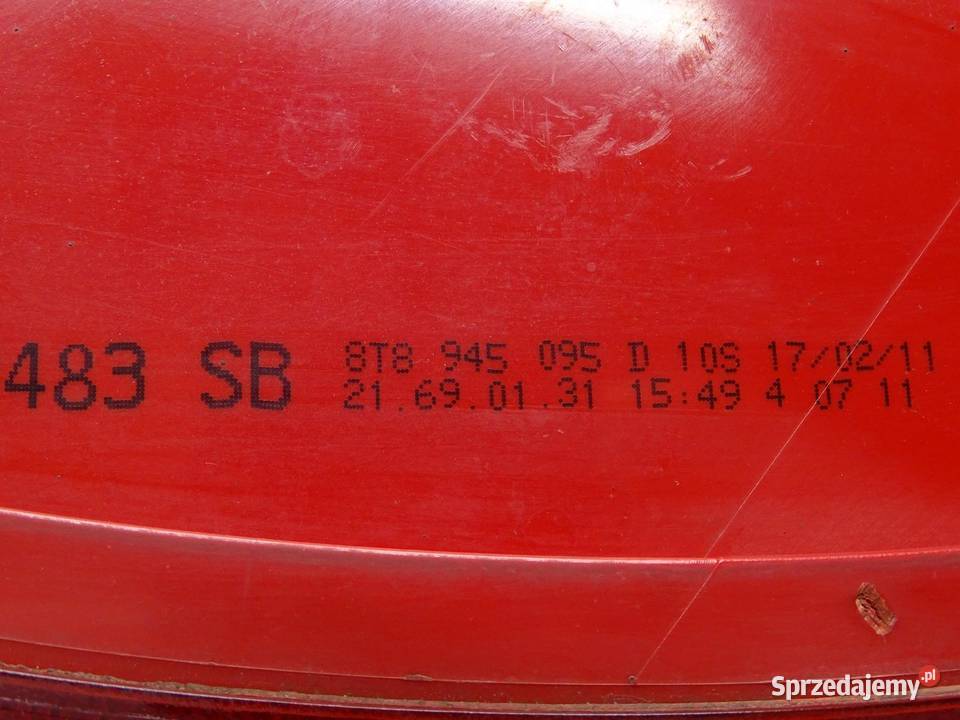 483 SB
8T8 945 095 D 10S 17/02/11
21.69.01.31 15:49 4 07 11
Sprzedajemy.pl